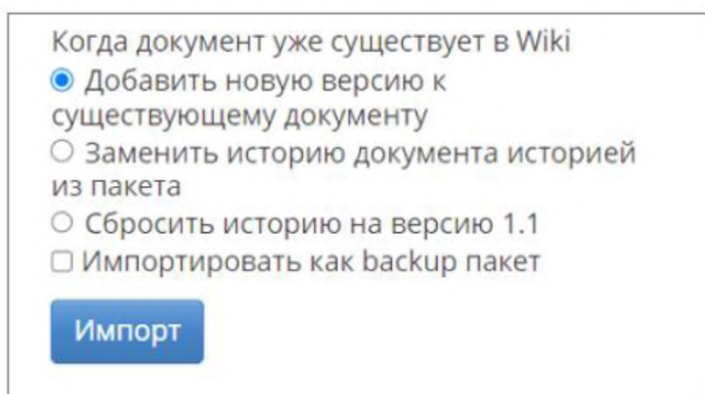 Когда документ уже существует в Wiki
Добавить новую версию к
существующему документу
Заменить историю документа историей
из пакета
Сбросить историю на версию 1.1
Импортировать как backup пакет
Импорт